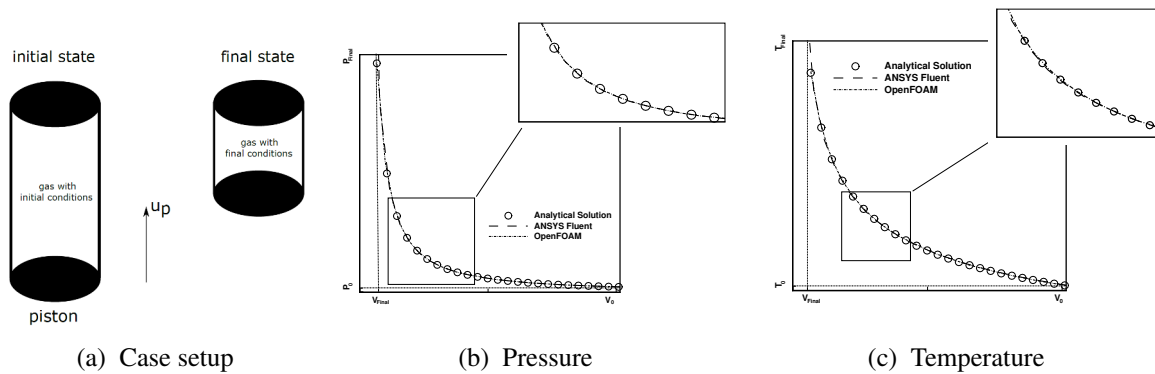 initial state
final state
gas with
initial conditions
gas with
final conditions
u_p
piston
P_Final
P_0
V_Final
V_0
Analytical Solution
ANSYS Fluent
OpenFOAM
T_Final
T_0
V_Final
V_0
Analytical Solution
ANSYS Fluent
OpenFOAM
(a) Case setup
(b) Pressure
(c) Temperature